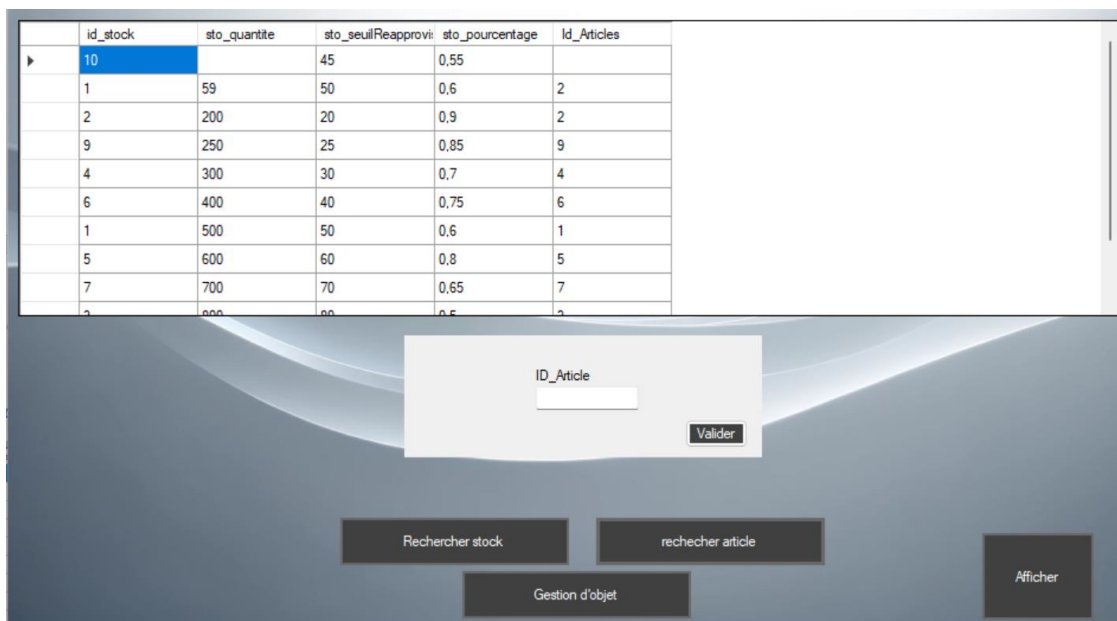 id_stock sto_quantite sto_seuilReapprovi sto_pourcentage Id_Articles
10 45 0,55
1 59 50 0,6 2
2 200 20 0,9 2
9 250 25 0,85 9
4 300 30 0,7 4
6 400 40 0,75 6
1 500 50 0,6 1
5 600 60 0,8 5
7 700 70 0,65 7
ID_Article
Valider
Rechercher stock rechecher article
Gestion d'objet
Afficher